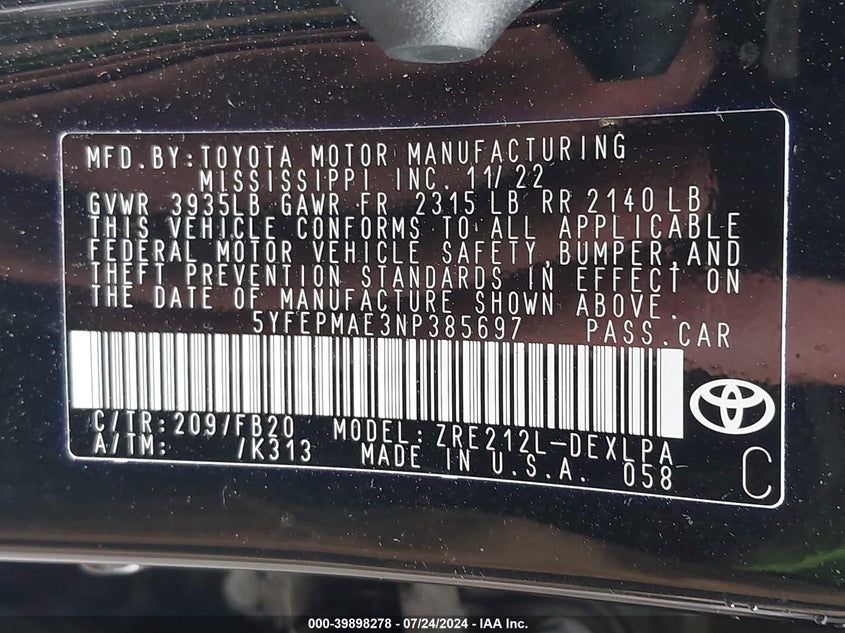 MFD.BY:TOYOTA MOTOR MANUFACTURING
MISSISSIPPI INC. 11/22
GVWR 3935LB GAWR FR 2315 LB RR 2140 LB
THIS VEHICLE CONFORMS TO ALL APPLICABLE
FEDERAL MOTOR VEHICLE SAFETY,BUMPER,AND
THEFT PREVENTION STANDARDS IN EFFECT ON
THE DATE OF MANUFACTURE SHOWN ABOVE.
5YFEPMAE3NP385697 PASS.CAR
C/TR:209/FB20 MODEL:ZRE212L-DEXLPA
A/TM: /K313 MADE IN U.S.A. 058
C
000-39898278 - 07/24/2024 - IAA Inc.